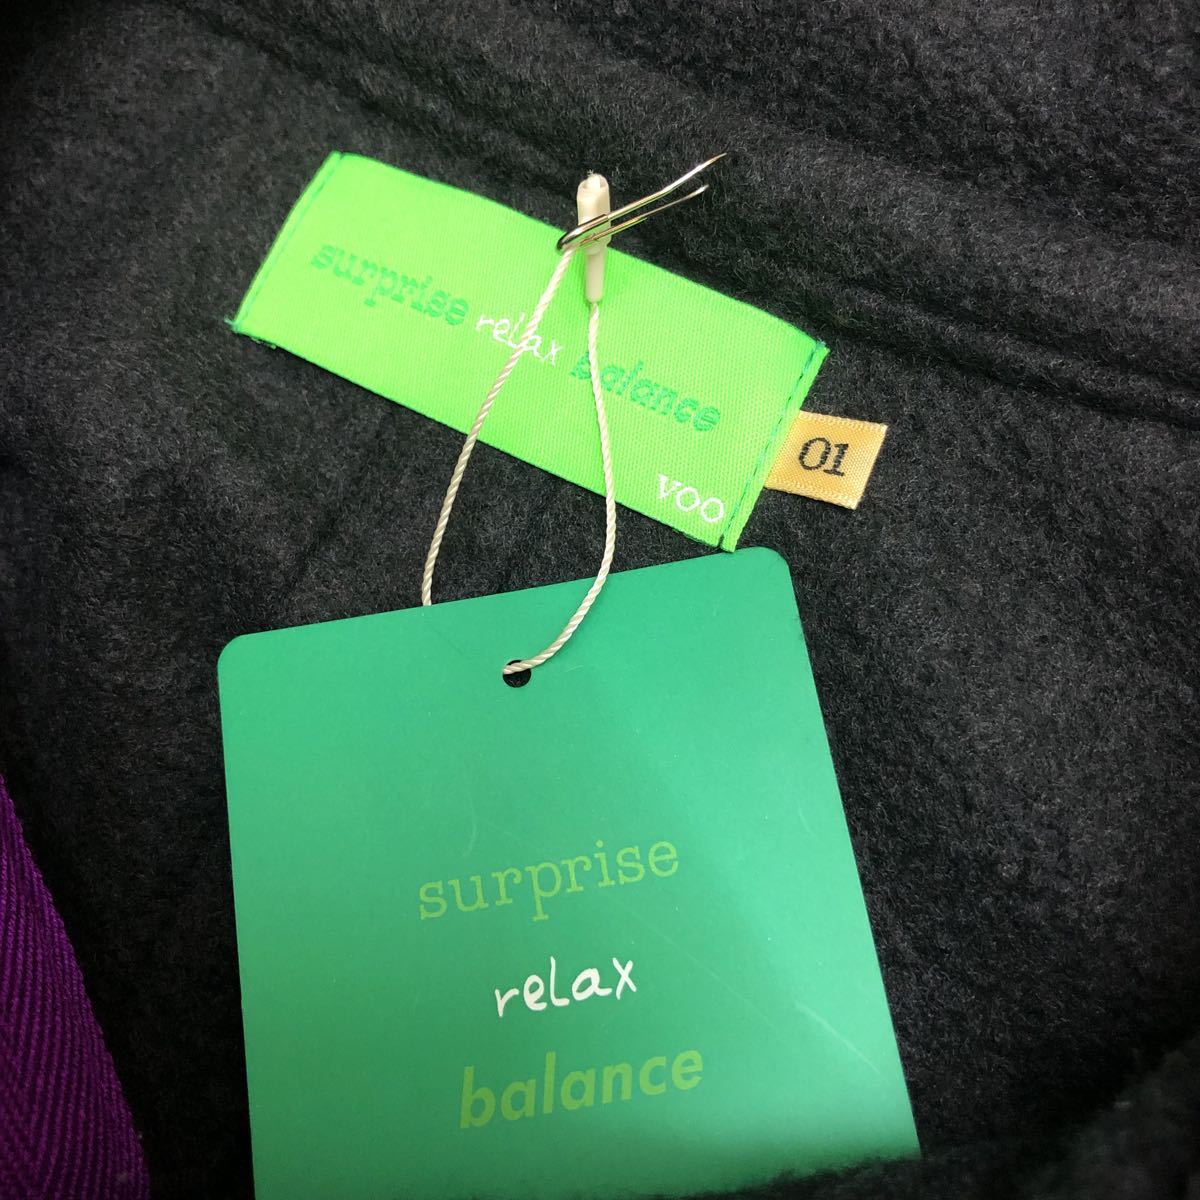 surprise relax balance
voo
01
surprise
relax
balance